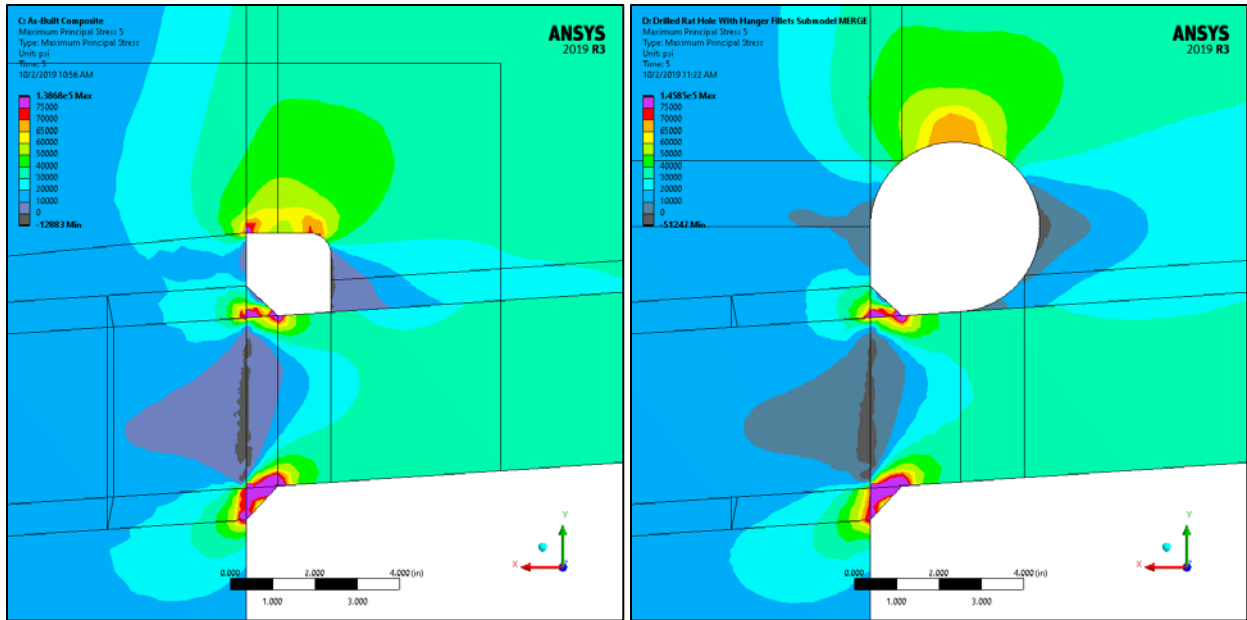 C: As-Built Composite
Maximum Principal Stress 5
Type: Maximum Principal Stress
Unit: psi
Time: 5
10/2/2019 10:56 AM
ANSYS
2019 R3
1.3868e5 Max
75000
70000
65000
60000
50000
40000
30000
20000
10000
0
-12883 Min
Y
X
Z
0.000
2.000
4.000 (in)
1.000
3.000
D: Drilled Rat Hole With Hanger Fillets Submodel MERGE
Maximum Principal Stress 5
Type: Maximum Principal Stress
Unit: psi
Time: 5
10/2/2019 11:22 AM
ANSYS
2019 R3
1.4585e5 Max
75000
70000
65000
60000
50000
40000
30000
20000
10000
0
-51247 Min
Y
X
Z
0.000
2.000
4.000 (in)
1.000
3.000